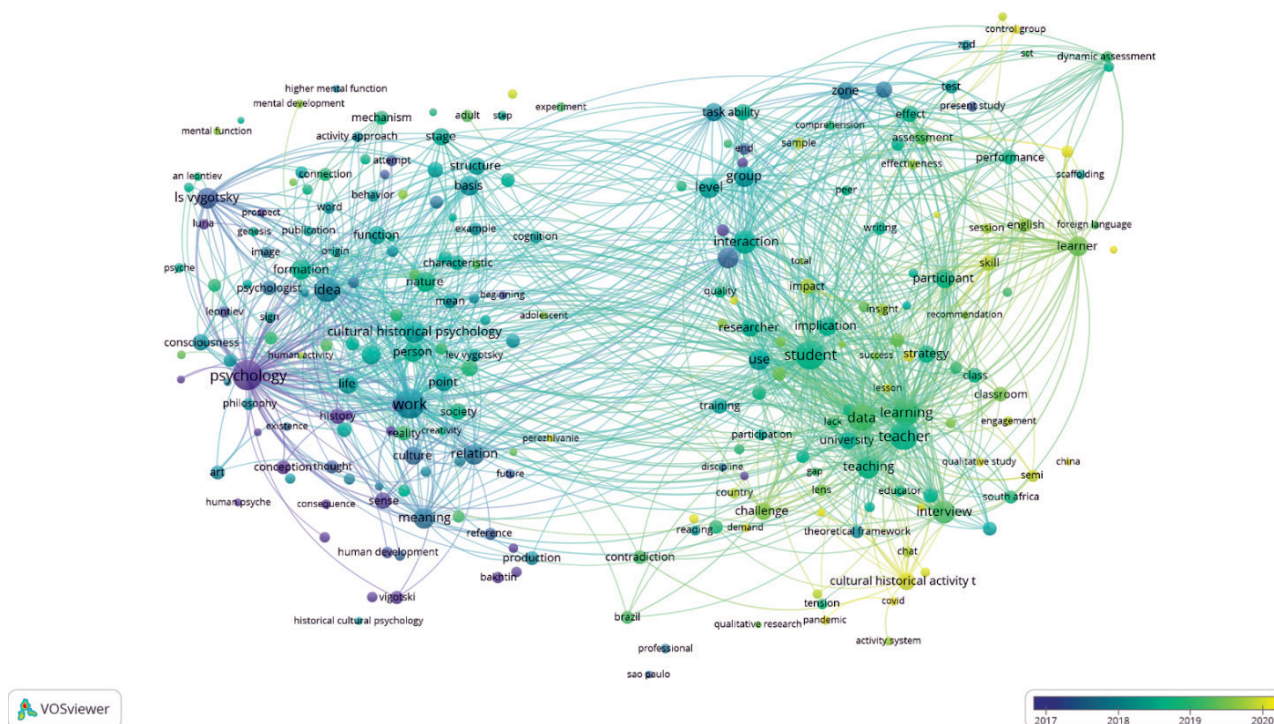 control group
zpd
sct
dynamic assessment
higher mental function
mental development
zone
test
present study
mechanism
adult
step
experiment
task ability
effect
comprehension
mental function
activity approach
stage
end
sample
assessment
attempt
structure
effectiveness
performance
an leontiev
connection
basis
group
peer
scaffolding
ls vygotsky
behavior
level
prospect
word
luria
genesis
publication
function
example
cognition
writing
session
english
foreign language
image
origin
interaction
learner
psyche
formation
characteristic
total
skill
psychologist
idea
nature
impact
participant
leontiev
mean
beginning
quality
insight
sign
adolescent
recommendation
cultural historical psychology
researcher
implication
consciousness
human activity
person
lev vygotsky
use
student
success
strategy
psychology
life
point
class
philosophy
work
lesson
classroom
history
society
training
data
learning
existence
reality
creativity
lack
engagement
perezhivanie
participation
university
teacher
culture
relation
art
conception
thought
future
discipline
gap
teaching
qualitative study
china
semi
human psyche
consequence
sense
country
lens
educator
south africa
meaning
challenge
interview
reference
reading
demand
theoretical framework
human development
production
contradiction
chat
bakhtin
cultural historical activity t
vigotski
tension
covid
historical cultural psychology
brazil
qualitative research
pandemic
activity system
professional
sao paulo
VOSviewer
2017 2018 2019 2020